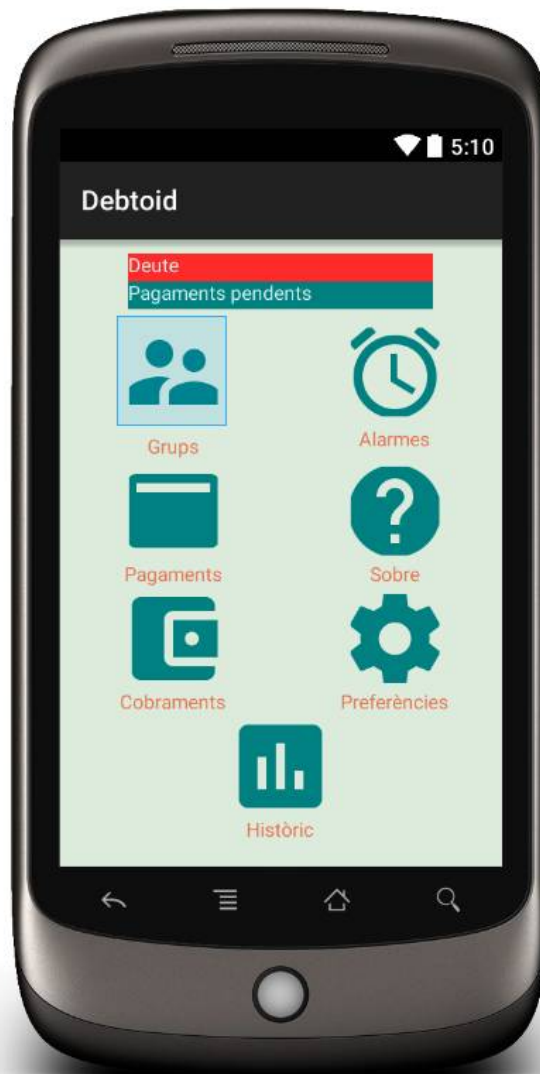 5:10
Debtoid
Deute
Pagaments pendents
Grups
Alarmes
Pagaments
Sobre
Cobraments
Preferències
Històric